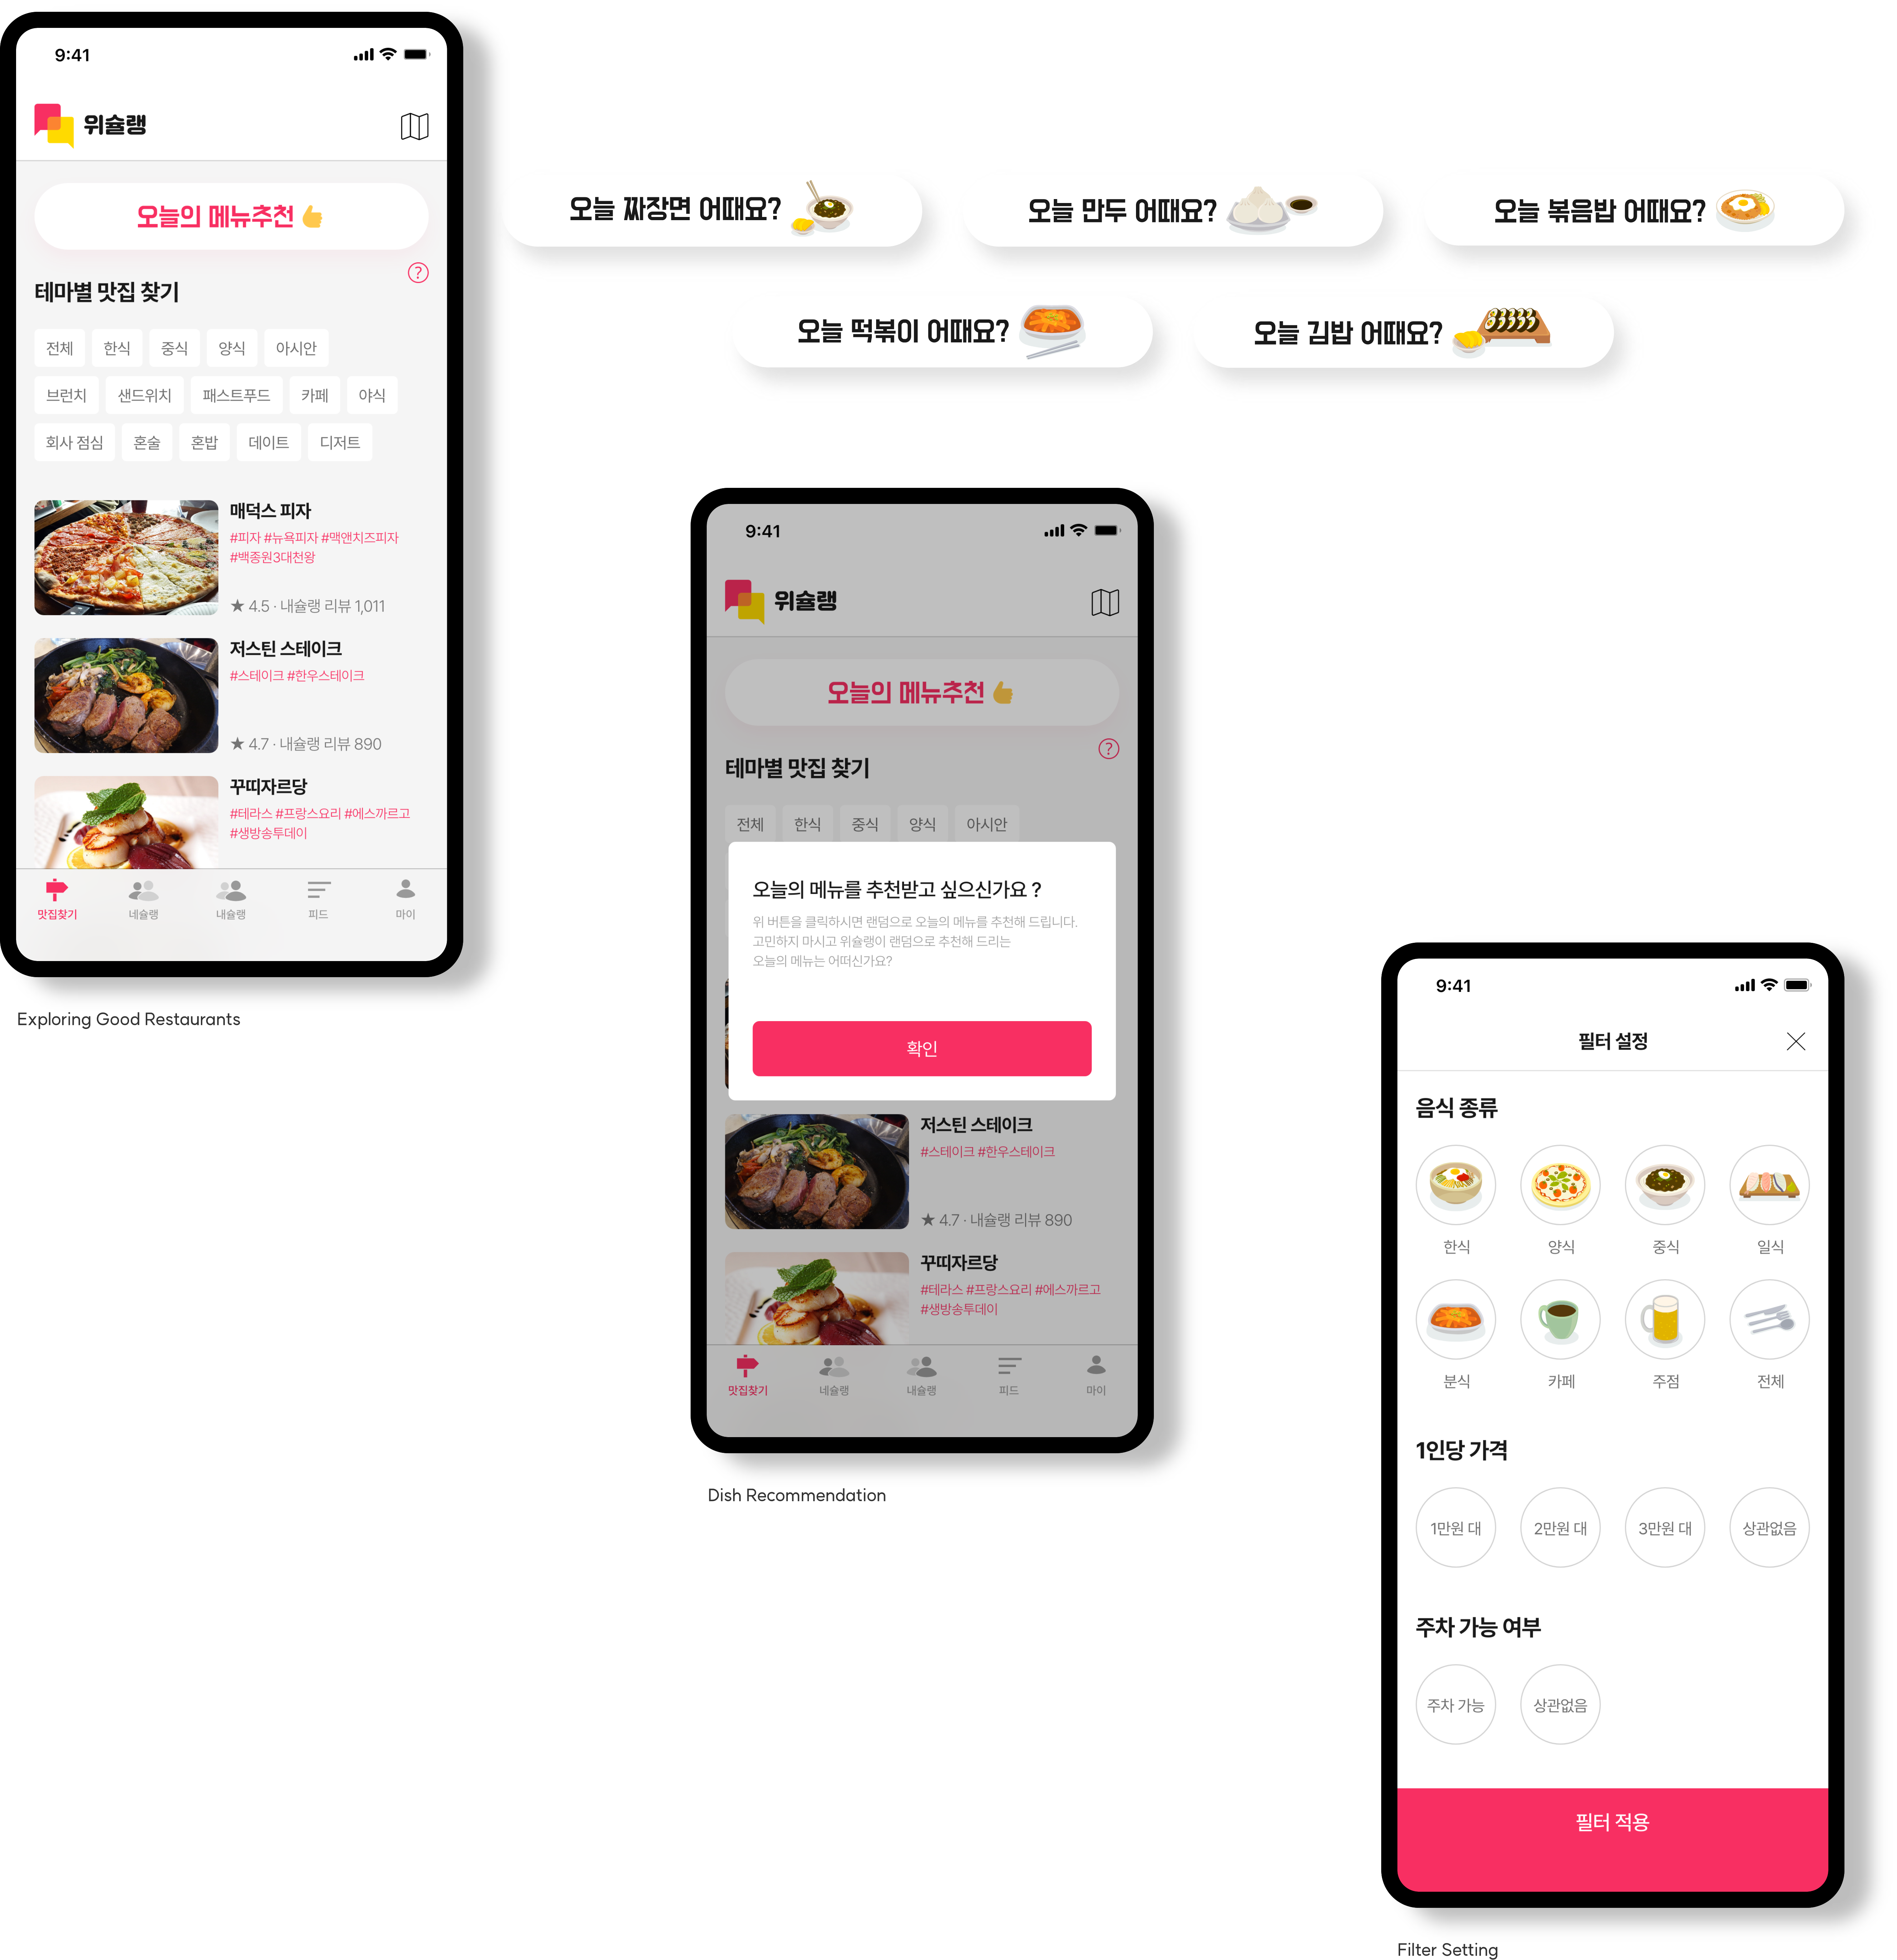 9:41
위슐랭
오늘의 메뉴추천
?
테마별 맛집 찾기
전체 한식 중식 양식 아시안
브런치 샌드위치 패스트푸드 카페 야식
회사 점심 혼술 혼밥 데이트 디저트
매덕스 피자
#피자 #뉴욕피자 #맥앤치즈피자
#백종원3대천왕
★ 4.5 · 내슐랭 리뷰 1,011
저스틴 스테이크
#스테이크 #한우스테이크
★ 4.7 · 내슐랭 리뷰 890
꾸띠자르당
#테라스 #프랑스요리 #에스까르고
#생방송투데이
맛집찾기 네슐랭 내슐랭 피드 마이
Exploring Good Restaurants
오늘 짜장면 어때요?
오늘 만두 어때요?
오늘 볶음밥 어때요?
오늘 떡볶이 어때요?
오늘 김밥 어때요?
9:41
위슐랭
오늘의 메뉴추천
?
테마별 맛집 찾기
전체 한식 중식 양식 아시안
오늘의 메뉴를 추천받고 싶으신가요 ?
위 버튼을 클릭하시면 랜덤으로 오늘의 메뉴를 추천해 드립니다.
고민하지 마시고 위슐랭이 랜덤으로 추천해 드리는
오늘의 메뉴는 어떠신가요?
확인
저스틴 스테이크
#스테이크 #한우스테이크
★ 4.7 · 내슐랭 리뷰 890
꾸띠자르당
#테라스 #프랑스요리 #에스까르고
#생방송투데이
맛집찾기 네슐랭 내슐랭 피드 마이
Dish Recommendation
9:41
필터 설정
음식 종류
한식 양식 중식 일식
분식 카페 주점 전체
1인당 가격
1만원 대 2만원 대 3만원 대 상관없음
주차 가능 여부
주차 가능 상관없음
필터 적용
Filter Setting